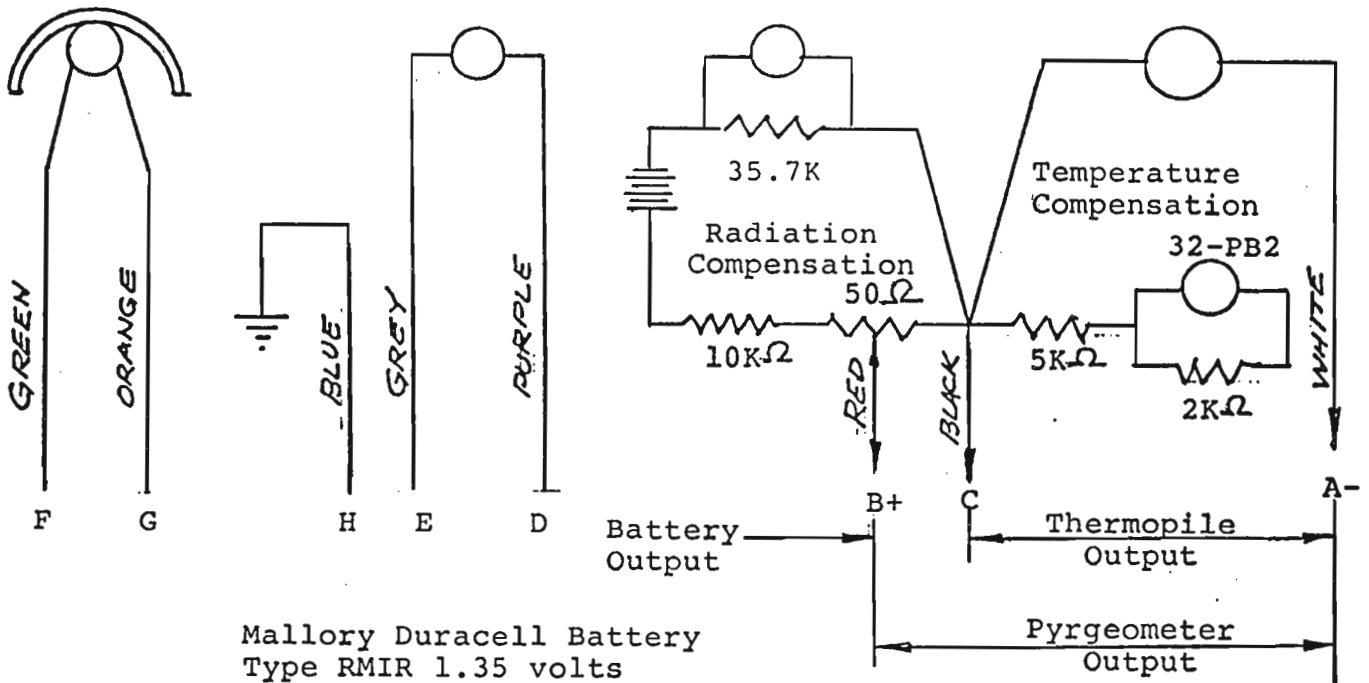 35.7K
Temperature
Compensation
Radiation
Compensation
32-PB2
50Ω
10KΩ
5KΩ
2KΩ
GREEN
ORANGE
BLUE
GREY
PURPLE
RED
BLACK
WHITE
F G H E D B+ C A-
Battery
Output
Thermopile
Output
Pyrgeometer
Output
Mallory Duracell Battery
Type RMIR 1.35 volts